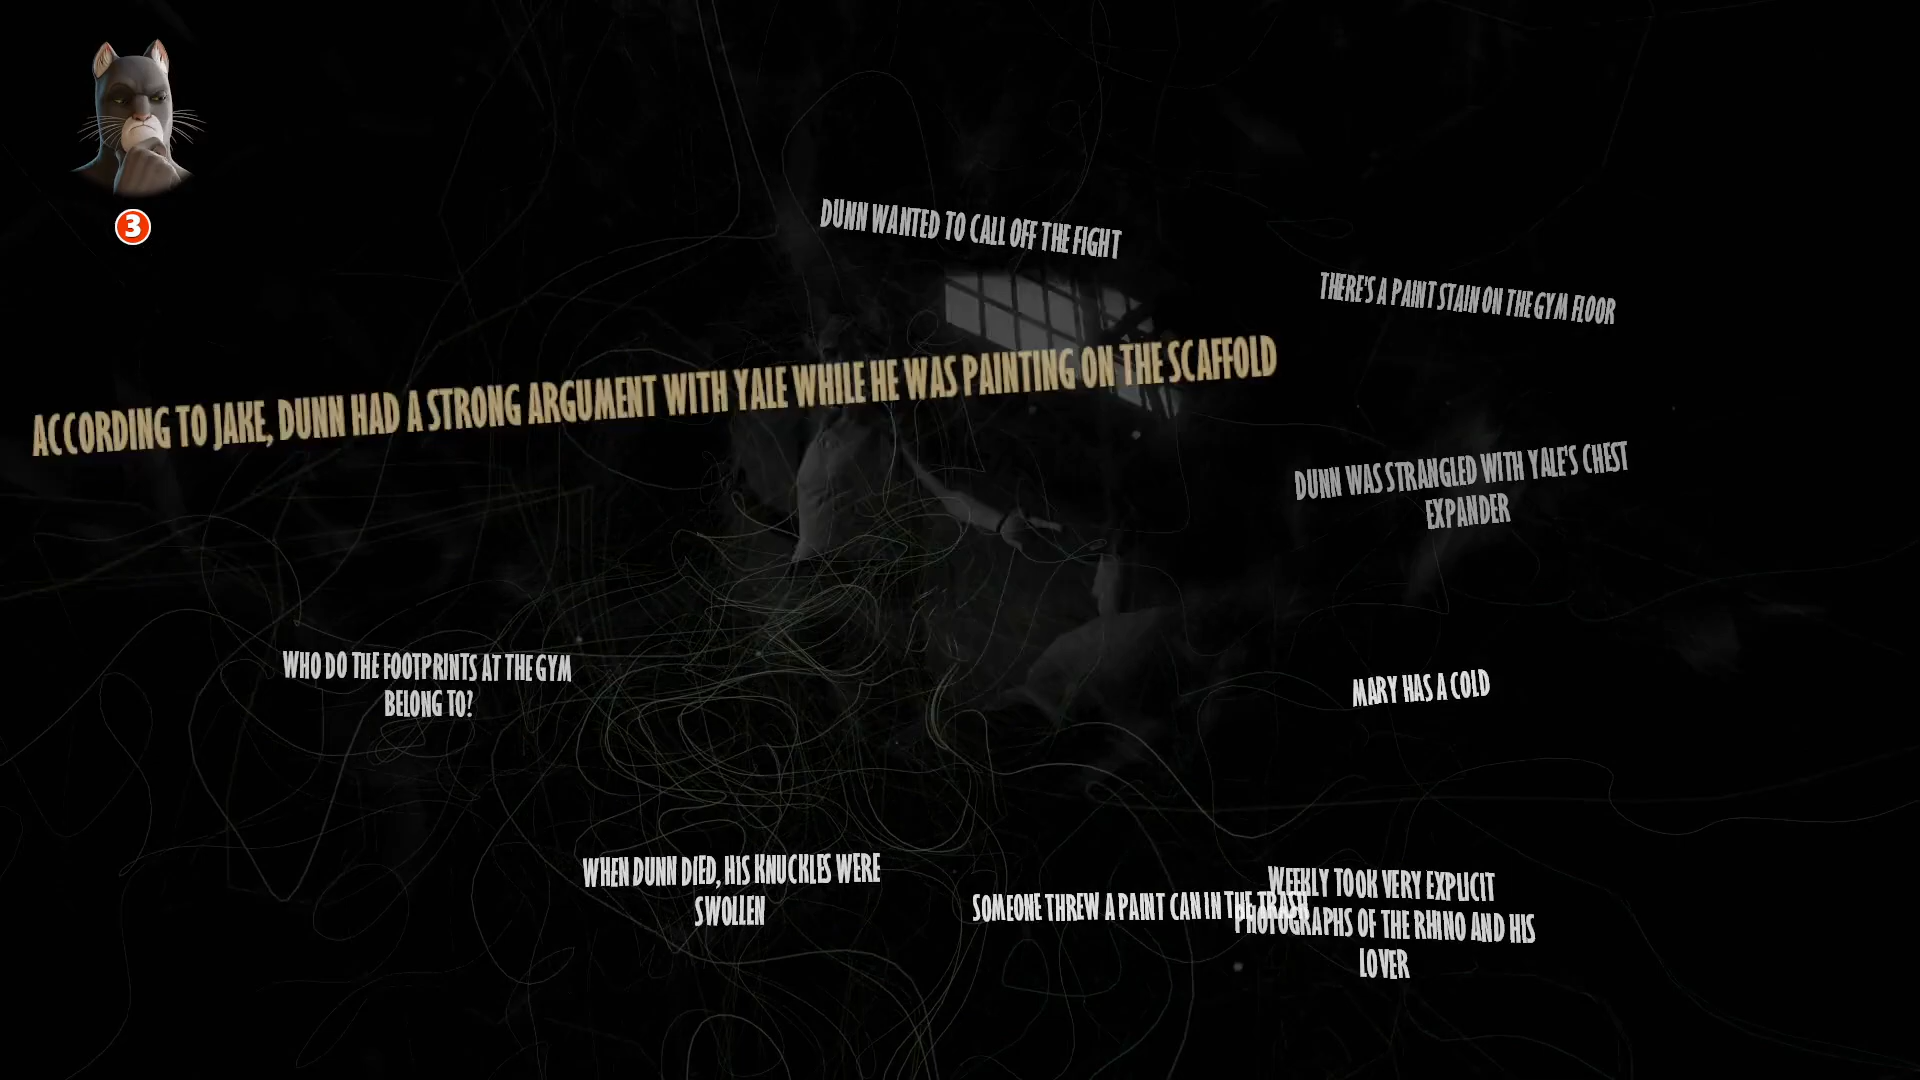 3
DUNN WANTED TO CALL OFF THE FIGHT
THERE'S A PAINT STAIN ON THE GYM FLOOR
ACCORDING TO JAKE, DUNN HAD A STRONG ARGUMENT WITH YALE WHILE HE WAS PAINTING ON THE SCAFFOLD
DUNN WAS STRANGLED WITH YALE'S CHEST
EXPANDER
WHO DO THE FOOTPRINTS AT THE GYM
BELONG TO?
MARY HAS A COLD
WHEN DUNN DIED, HIS KNUCKLES WERE
SWOLLEN
SOMEONE THREW A PAINT CAN IN THE TRASH
WEEKLY TOOK VERY EXPLICIT
PHOTOGRAPHS OF THE RHINO AND HIS
LOVER